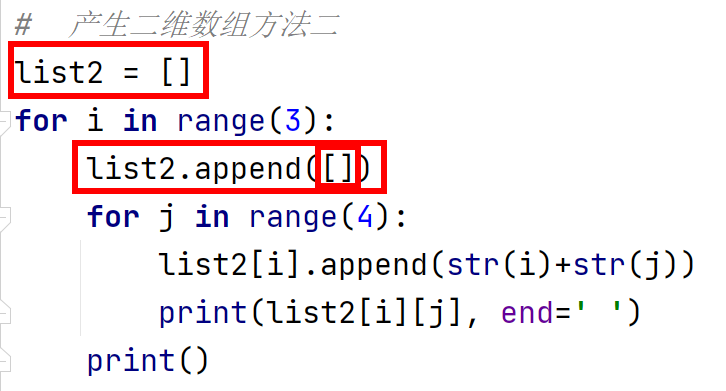 # 产生二维数组方法二
list2 = []
for i in range(3):
    list2.append([])
    for j in range(4):
        list2[i].append(str(i)+str(j))
        print(list2[i][j], end=' ')
    print()